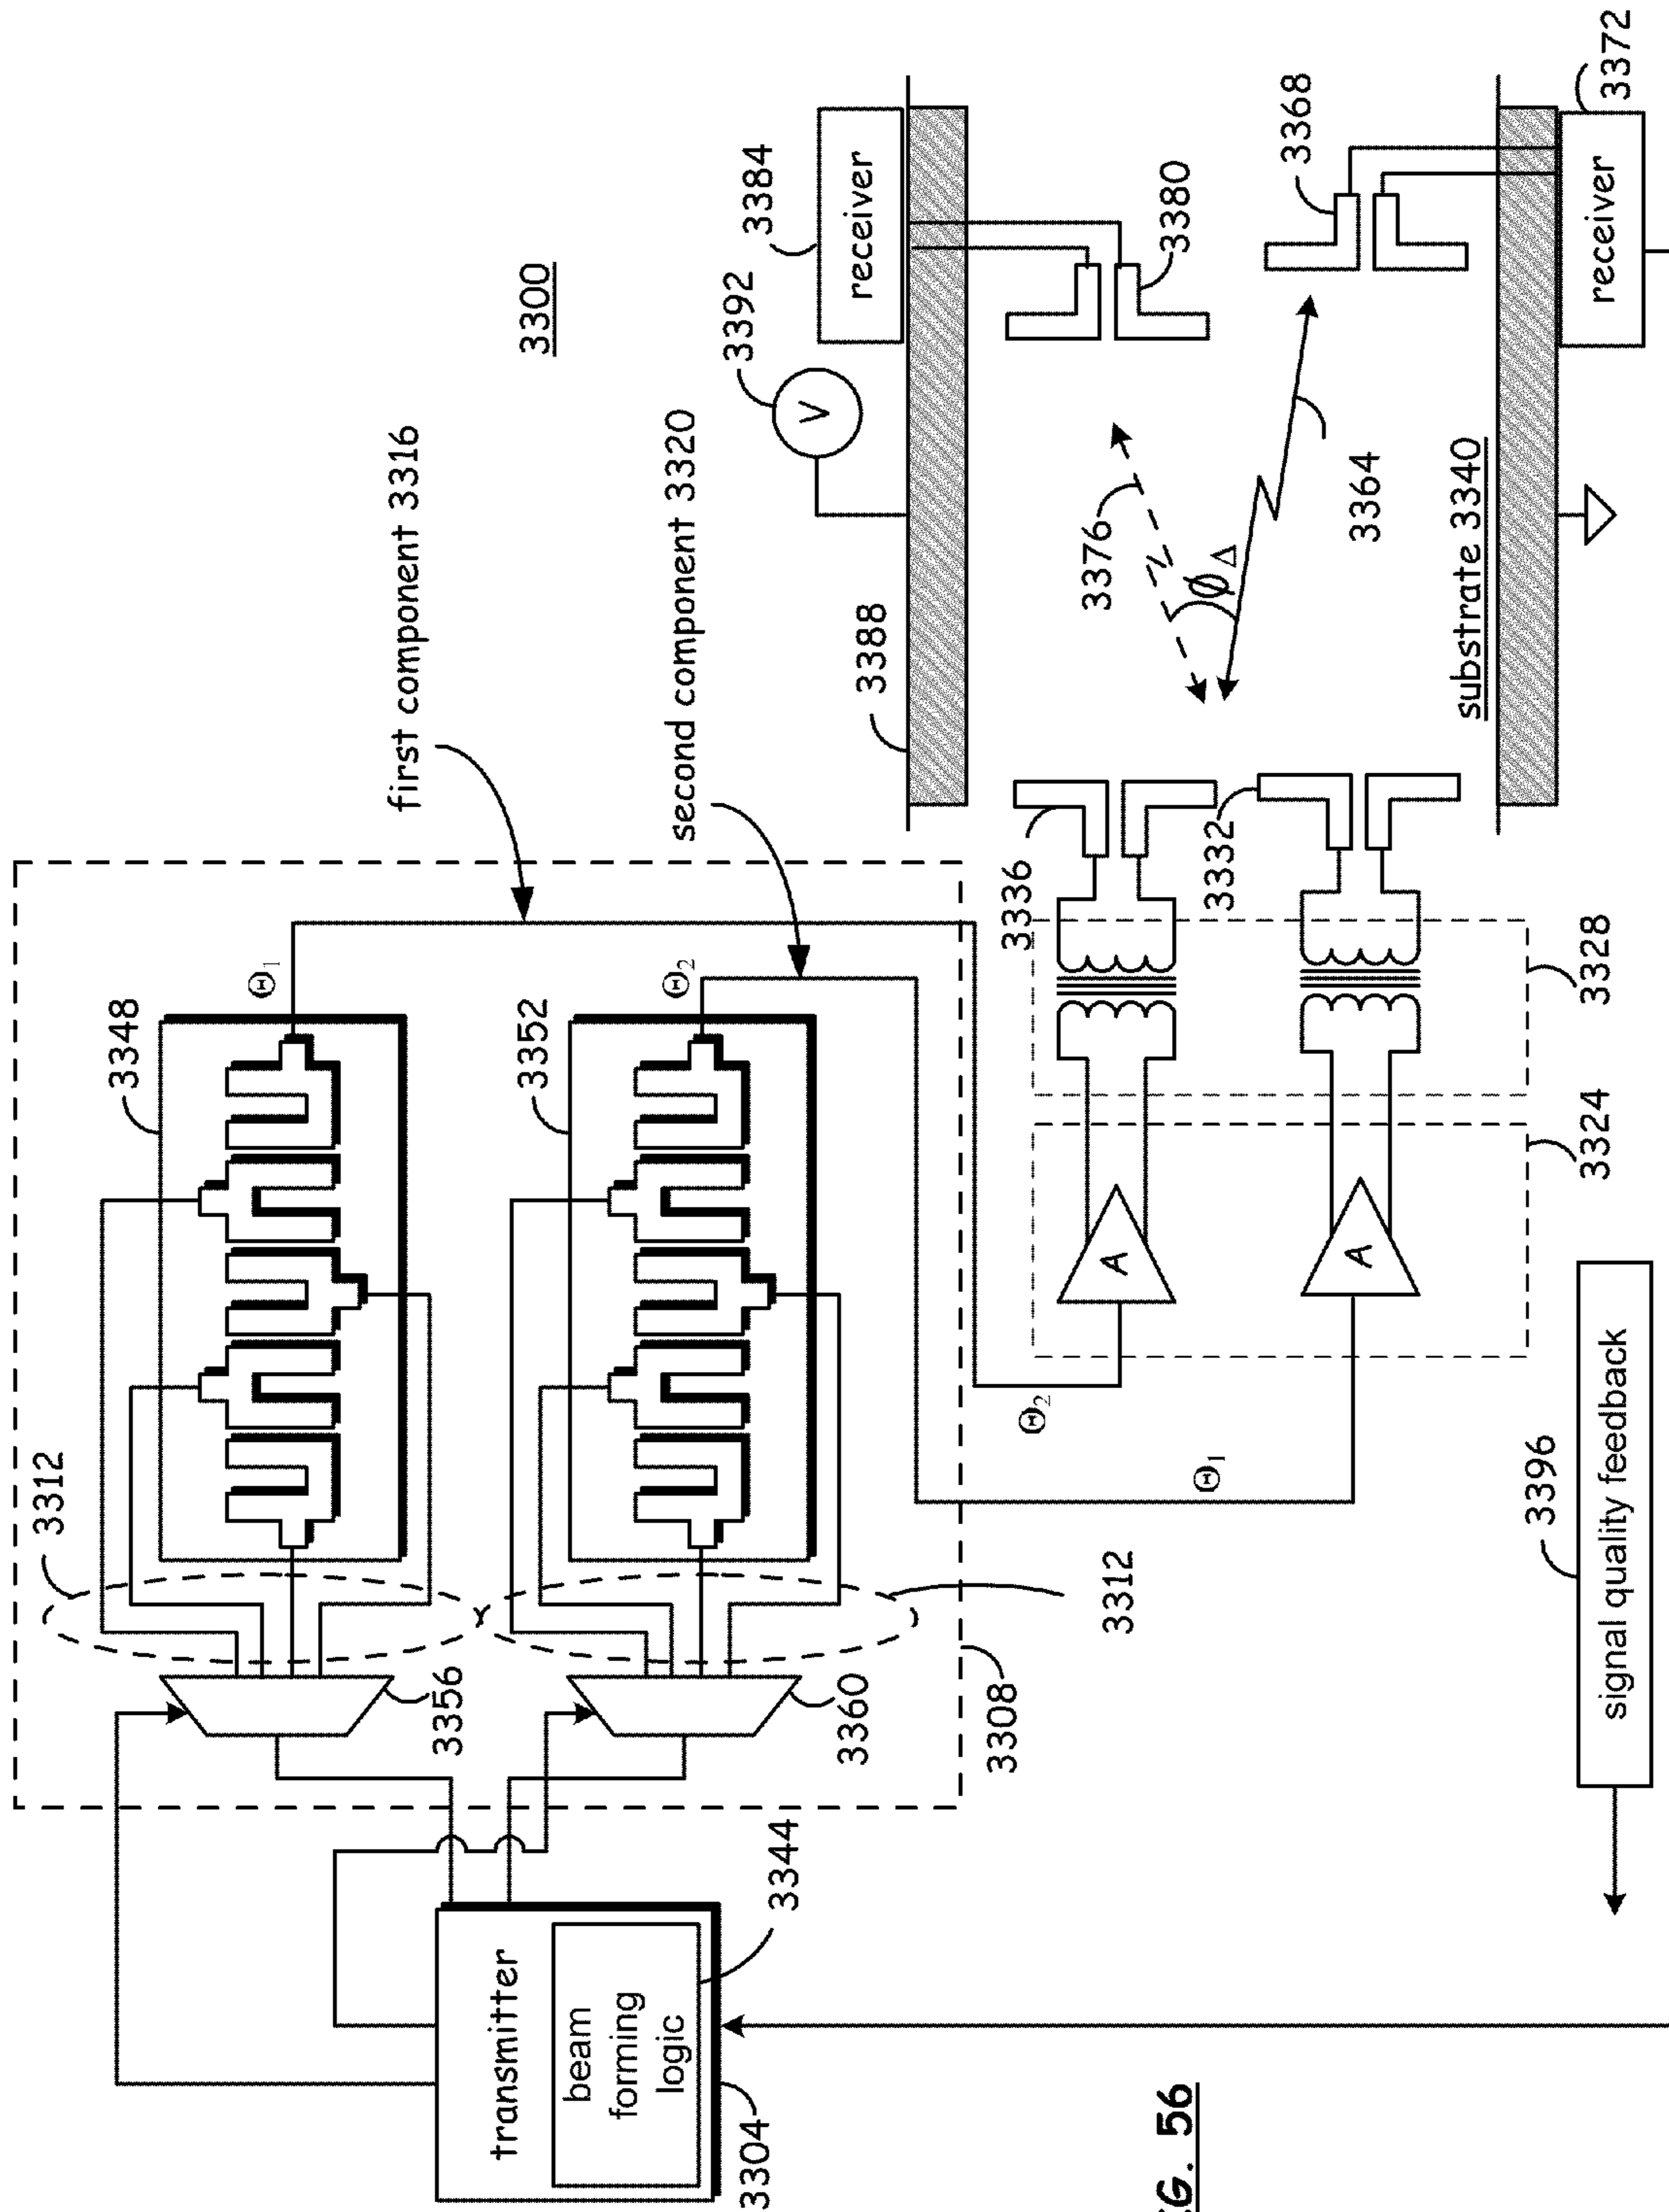 3300
3312
3348
Θ1
first component 3316
3352
Θ2
second component 3320
3356
3360
3312
3308
transmitter
beam
forming
logic
3344
3304
Θ2
Θ1
A
A
3324
3328
3336
3332
3388
3392
V
3384
receiver
3380
3376
ϕΔ
3364
3368
substrate 3340
receiver
3372
3396
signal quality feedback
G. 56